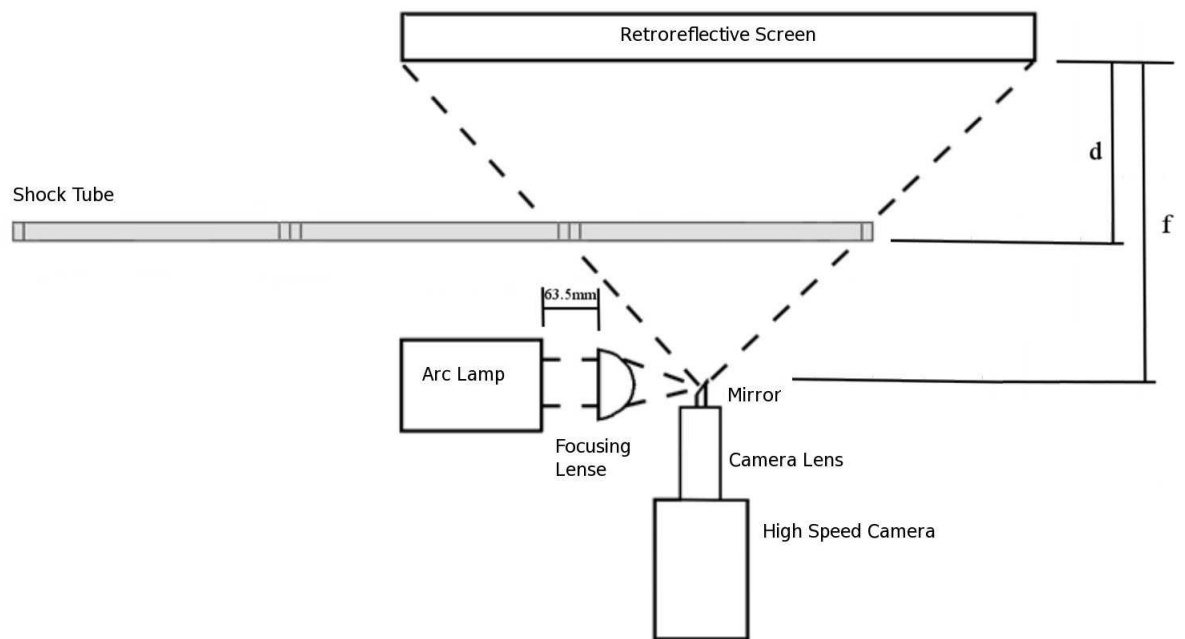 Retroreflective Screen
d
Shock Tube
f
63.5mm
Arc Lamp
Mirror
Focusing
Lense
Camera Lens
High Speed Camera